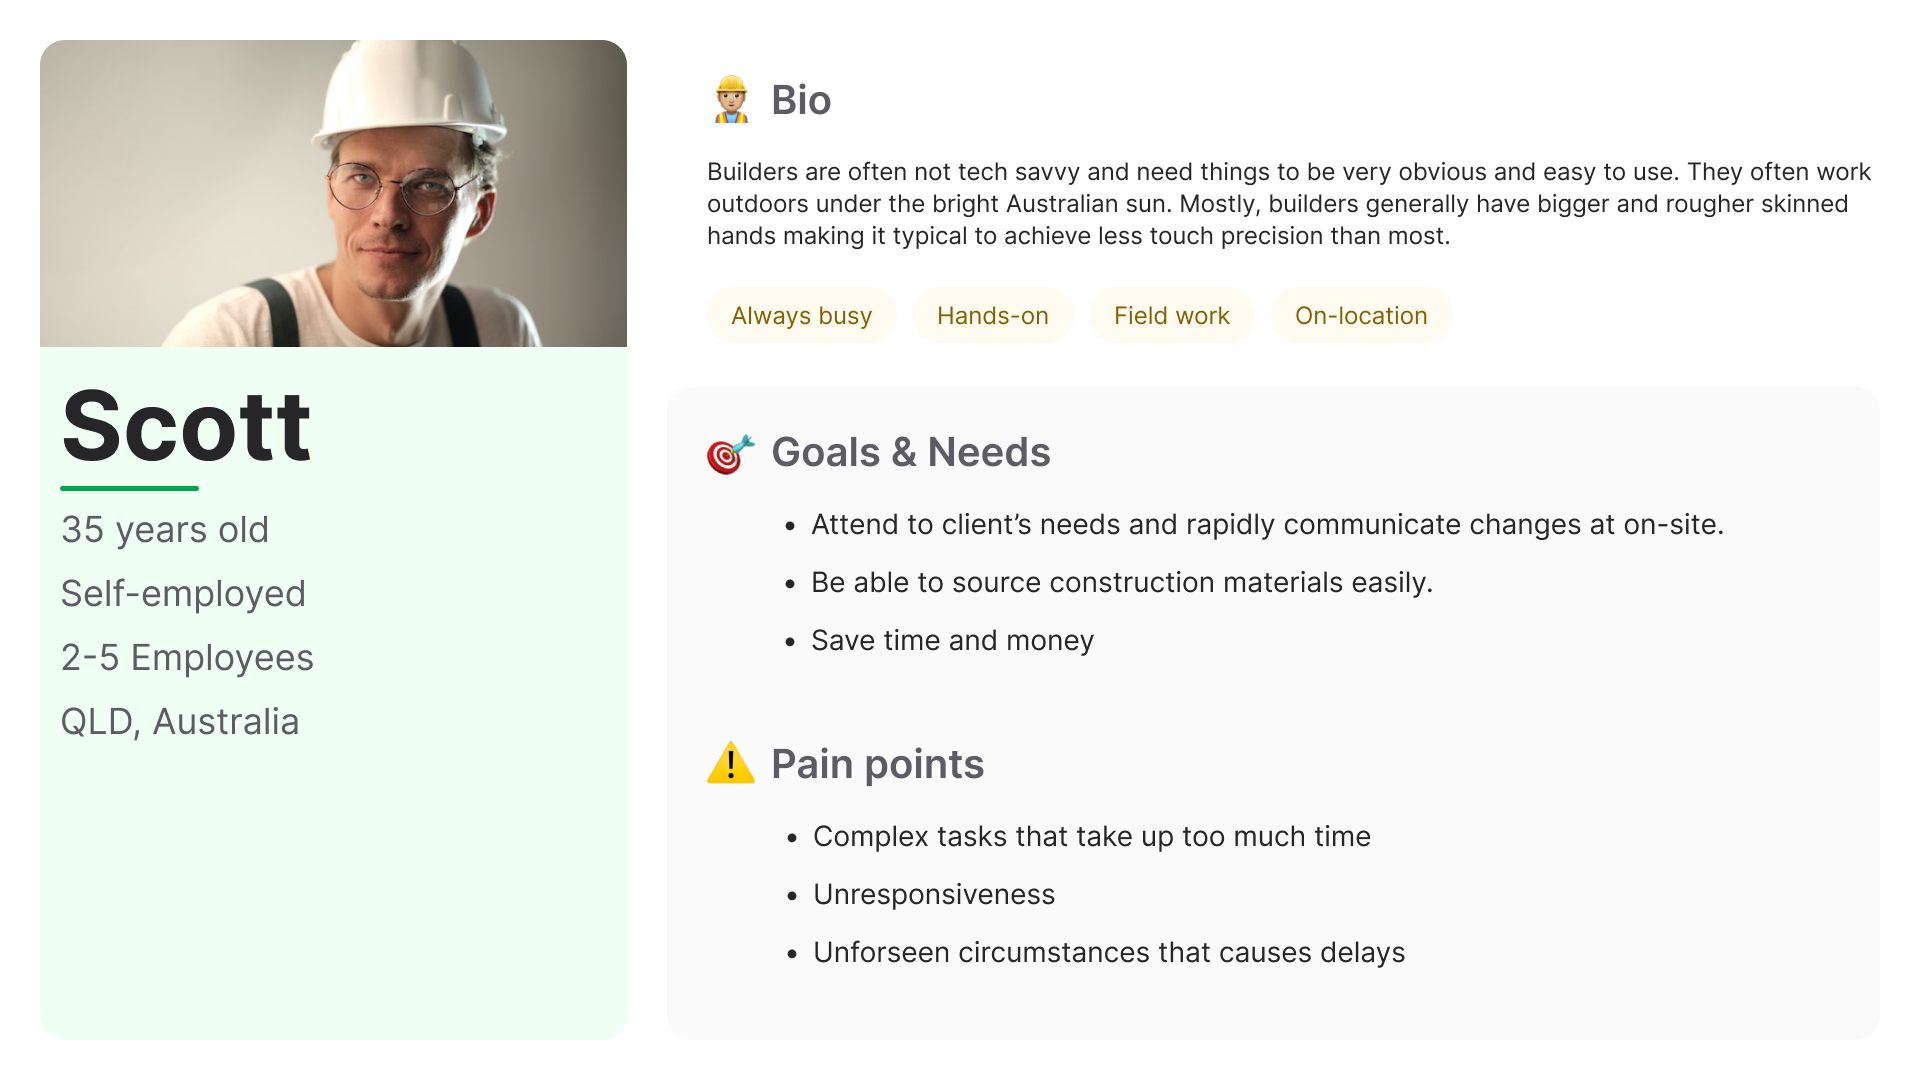 Scott
35 years old
Self-employed
2-5 Employees
QLD, Australia
Bio
Builders are often not tech savvy and need things to be very obvious and easy to use. They often work
outdoors under the bright Australian sun. Mostly, builders generally have bigger and rougher skinned
hands making it typical to achieve less touch precision than most.
Always busy
Hands-on
Field work
On-location
Goals & Needs
• Attend to client’s needs and rapidly communicate changes at on-site.
• Be able to source construction materials easily.
• Save time and money
Pain points
• Complex tasks that take up too much time
• Unresponsiveness
• Unforseen circumstances that causes delays